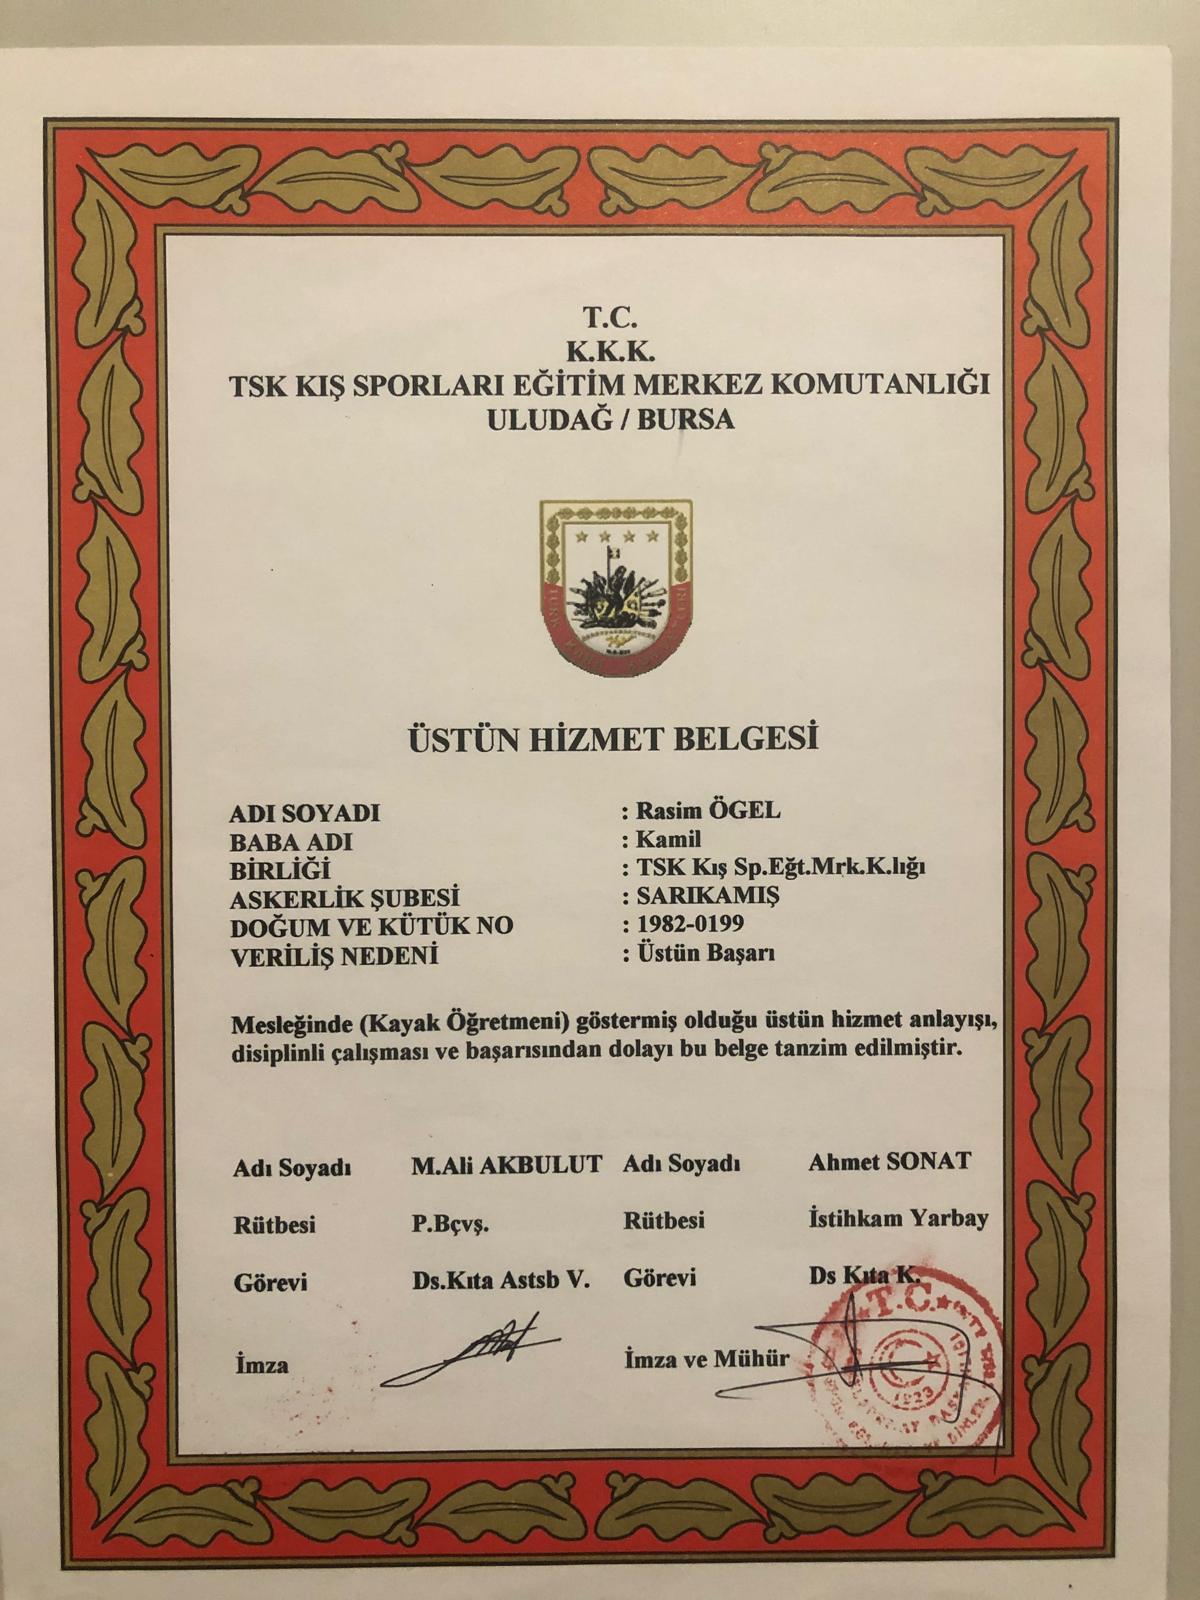 T.C.
K.K.K.
TSK KIŞ SPORLARI EĞİTİM MERKEZ KOMUTANLIĞI
ULUDAĞ / BURSA
TÜRK KARA KUVVETLERİ
ÜSTÜN HİZMET BELGESİ
ADI SOYADI : Rasim ÖGEL
BABA ADI : Kamil
BİRLİĞİ : TSK Kış Sp.Eğt.Mrk.K.lığı
ASKERLİK ŞUBESİ : SARIKAMIŞ
DOĞUM VE KÜTÜK NO : 1982-0199
VERİLİŞ NEDENİ : Üstün Başarı
Mesleğinde (Kayak Öğretmeni) göstermiş olduğu üstün hizmet anlayışı,
disiplinli çalışması ve başarısından dolayı bu belge tanzim edilmiştir.
Adı Soyadı M.Ali AKBULUT Adı Soyadı Ahmet SONAT
Rütbesi P.Bçvş. Rütbesi İstihkam Yarbay
Görevi Ds.Kıta Astsb V. Görevi Ds Kıta K.
İmza İmza ve Mühür
T.C.
1923